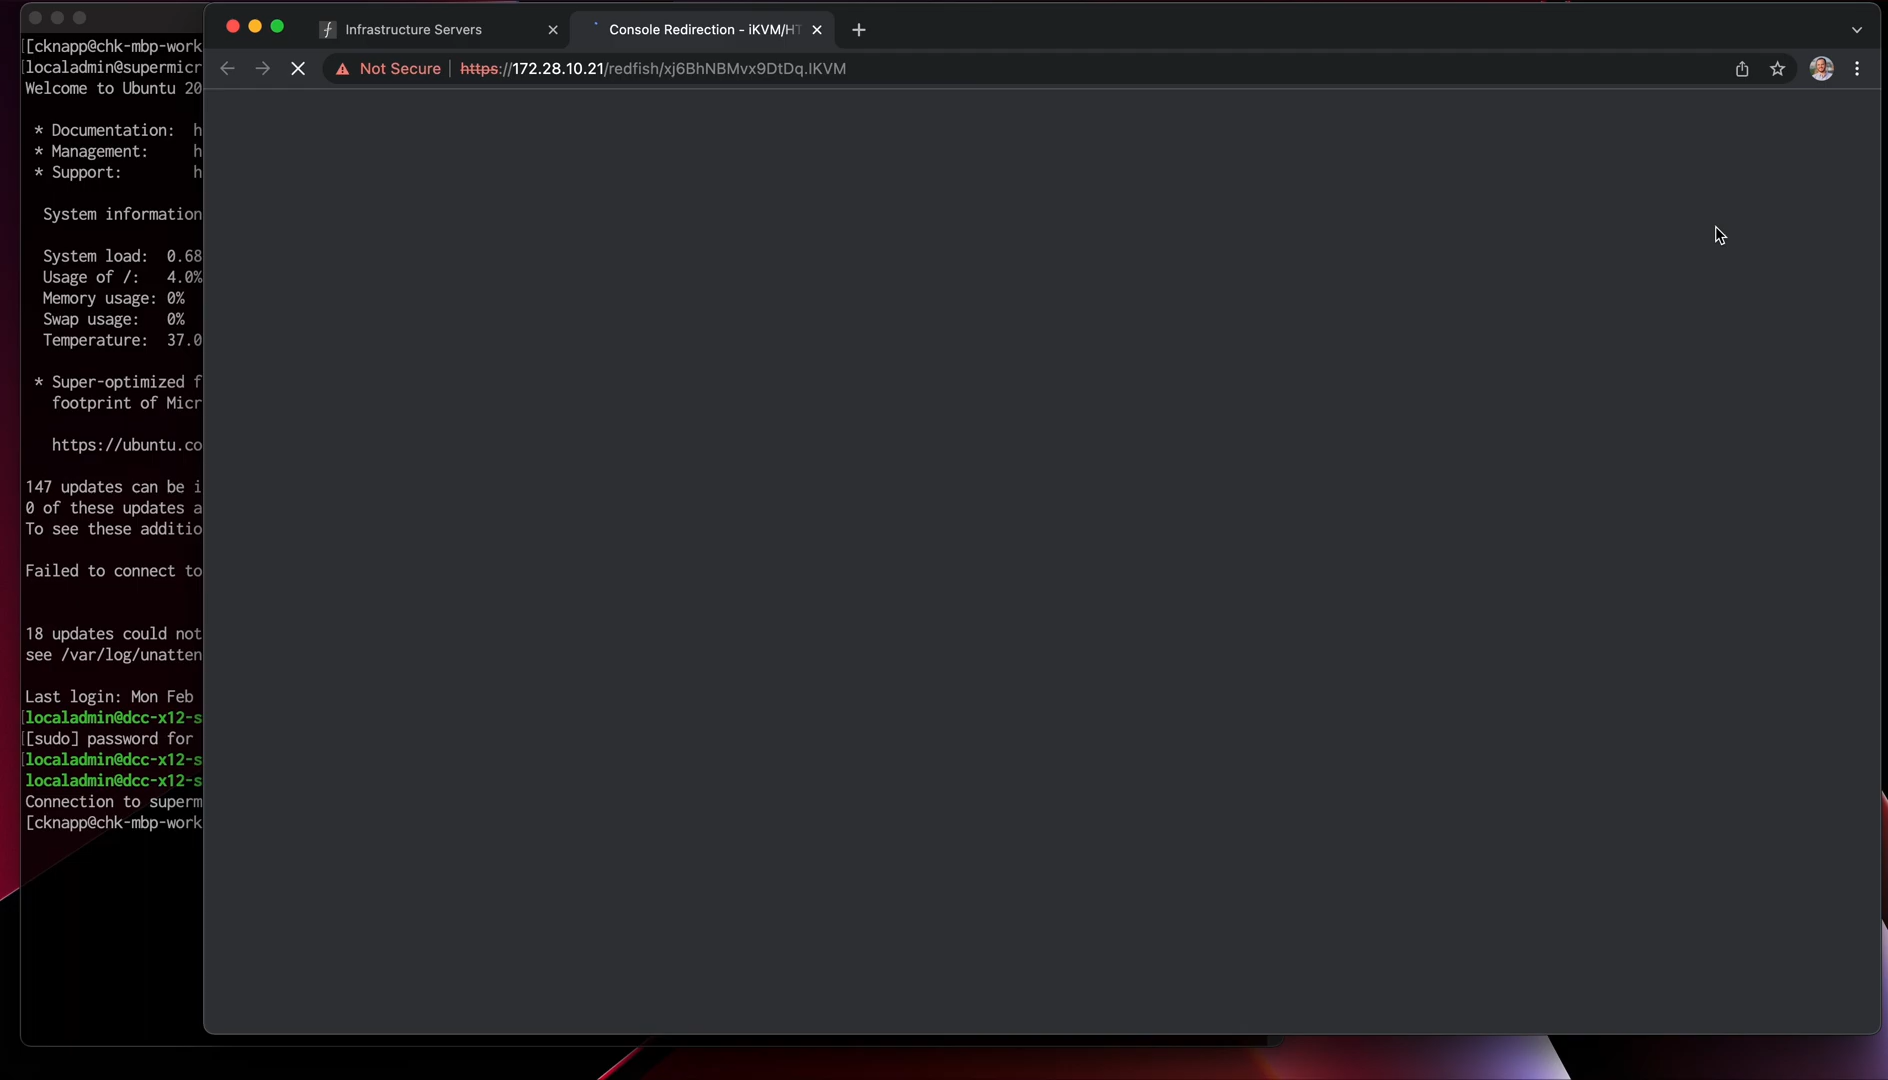 Infrastructure Servers
Console Redirection - iKVM/HT
Not Secure
https://172.28.10.21/redfish/xj6BhNBMvx9DtDq.IKVM
[[cknapp@chk-mbp-work
[localadmin@supermicr
Welcome to Ubuntu 20
* Documentation: h
* Management: h
* Support: h
System information
System load: 0.68
Usage of /: 4.0%
Memory usage: 0%
Swap usage: 0%
Temperature: 37.0
* Super-optimized f
footprint of Micr
https://ubuntu.co
147 updates can be i
0 of these updates a
To see these additio
Failed to connect to
18 updates could not
see /var/log/unatten
Last login: Mon Feb
[localadmin@dcc-x12-s
[[sudo] password for
[localadmin@dcc-x12-s
localadmin@dcc-x12-s
Connection to superm
[cknapp@chk-mbp-work